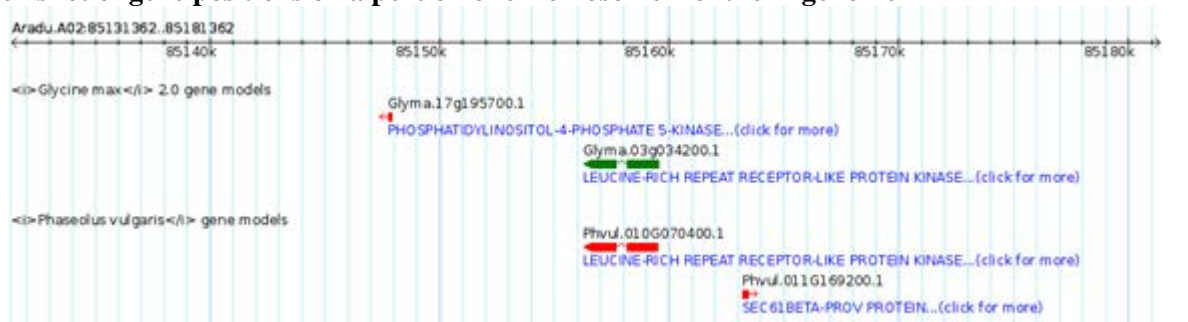 Aradu.A02:85131362..85181362
85140k 85150k 85160k 85170k 85180k
<i>Glycine max</i> 2.0 gene models
Glyma.17g195700.1
PHOSPHATIDYLINOSITOL-4-PHOSPHATE 5-KINASE...(click for more)
Glyma.03g034200.1
LEUCINE-RICH REPEAT RECEPTOR-LIKE PROTEIN KINASE...(click for more)
<i>Phaseolus vulgaris</i> gene models
Phvul.010G070400.1
LEUCINE-RICH REPEAT RECEPTOR-LIKE PROTEIN KINASE...(click for more)
Phvul.011G169200.1
SEC61BETA-PROV PROTEIN...(click for more)